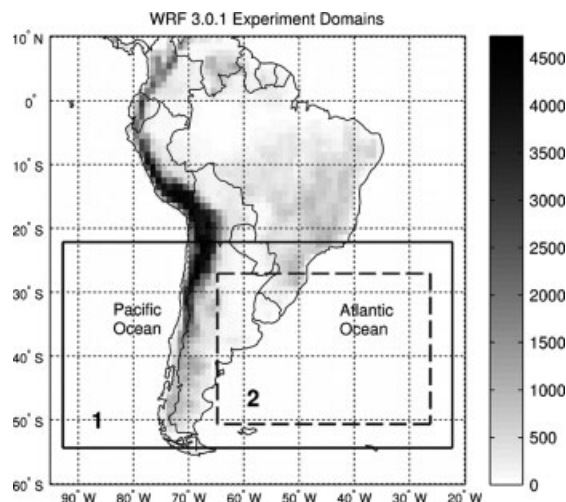 WRF 3.0.1 Experiment Domains
10° N
0°
10° S
20° S
30° S
40° S
50° S
60° S
90° W 80° W 70° W 60° W 50° W 40° W 30° W 20° W
Pacific
Ocean
Atlantic
Ocean
1
2
4500
4000
3500
3000
2500
2000
1500
1000
500
0